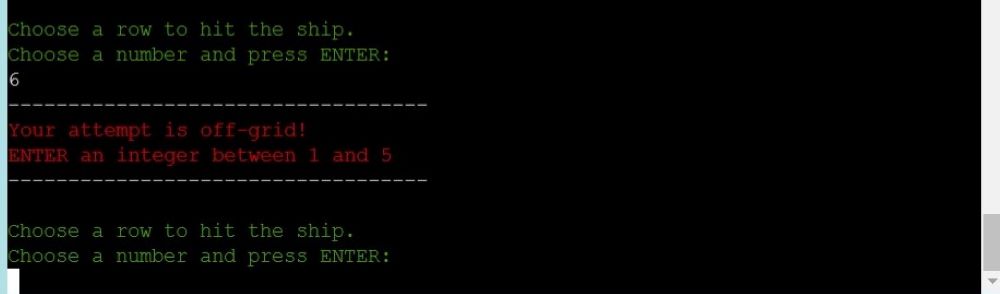 Choose a row to hit the ship.
Choose a number and press ENTER:
6
-----------------------------------
Your attempt is off-grid!
ENTER an integer between 1 and 5
-----------------------------------
Choose a row to hit the ship.
Choose a number and press ENTER: